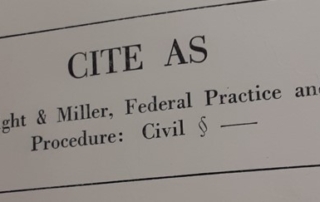 CITE AS
ght & Miller, Federal Practice an
Procedure: Civil § —